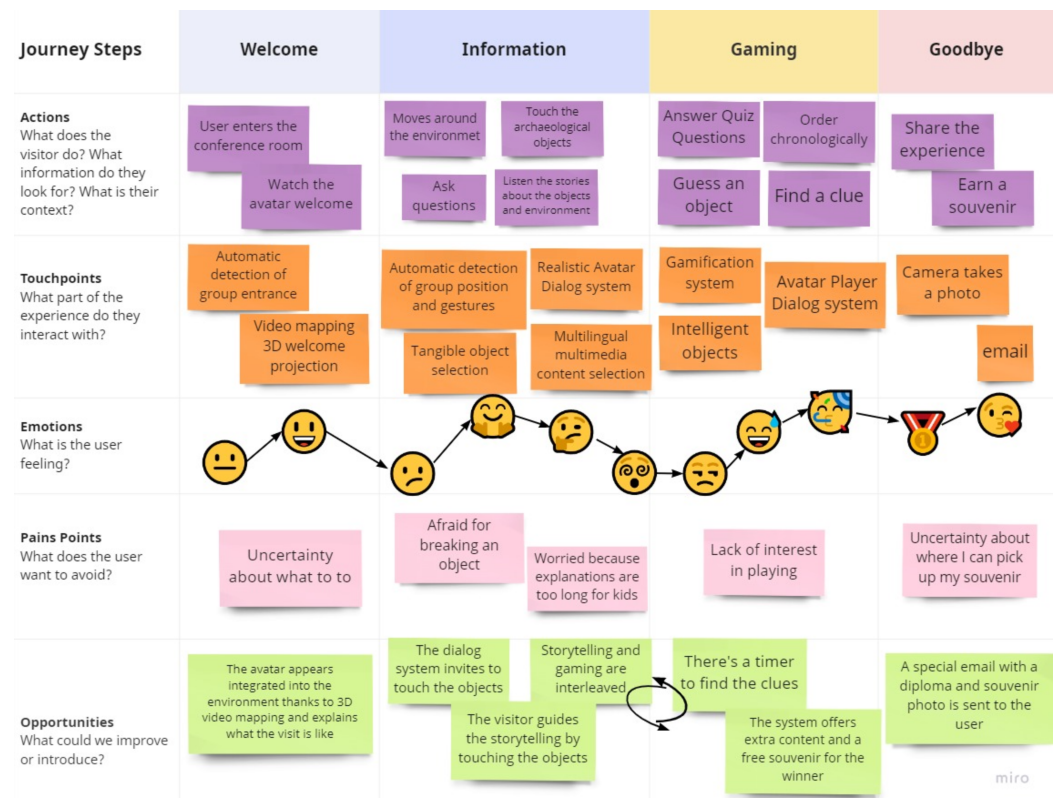 Journey Steps
Welcome
Information
Gaming
Goodbye
Actions
What does the
visitor do? What
information do they
look for? What is their
context?
User enters the
conference room
Watch the
avatar welcome
Moves around
the environmet
Touch the
archaeological
objects
Ask
questions
Listen the stories
about the objects
and environment
Answer Quiz
Questions
Order
chronologically
Guess an
object
Find a clue
Share the
experience
Earn a
souvenir
Touchpoints
What part of the
experience do they
interact with?
Automatic
detection of
group entrance
Video mapping
3D welcome
projection
Automatic detection
of group position
and gestures
Realistic Avatar
Dialog system
Tangible object
selection
Multilingual
multimedia
content selection
Gamification
system
Avatar Player
Dialog system
Intelligent
objects
Camera takes
a photo
email
Emotions
What is the user
feeling?
1
Pains Points
What does the user
want to avoid?
Uncertainty
about what to to
Afraid for
breaking an
object
Worried because
explanations are
too long for kids
Lack of interest
in playing
Uncertainty about
where I can pick
up my souvenir
Opportunities
What could we improve
or introduce?
The avatar appears
integrated into the
environment thanks to 3D
video mapping and explains
what the visit is like
The dialog
system invites to
touch the objects
Storytelling and
gaming are
interleaved
The visitor guides
the storytelling by
touching the objects
There's a timer
to find the clues
The system offers
extra content and a
free souvenir for the
winner
A special email with a
diploma and souvenir
photo is sent to the
user
miro